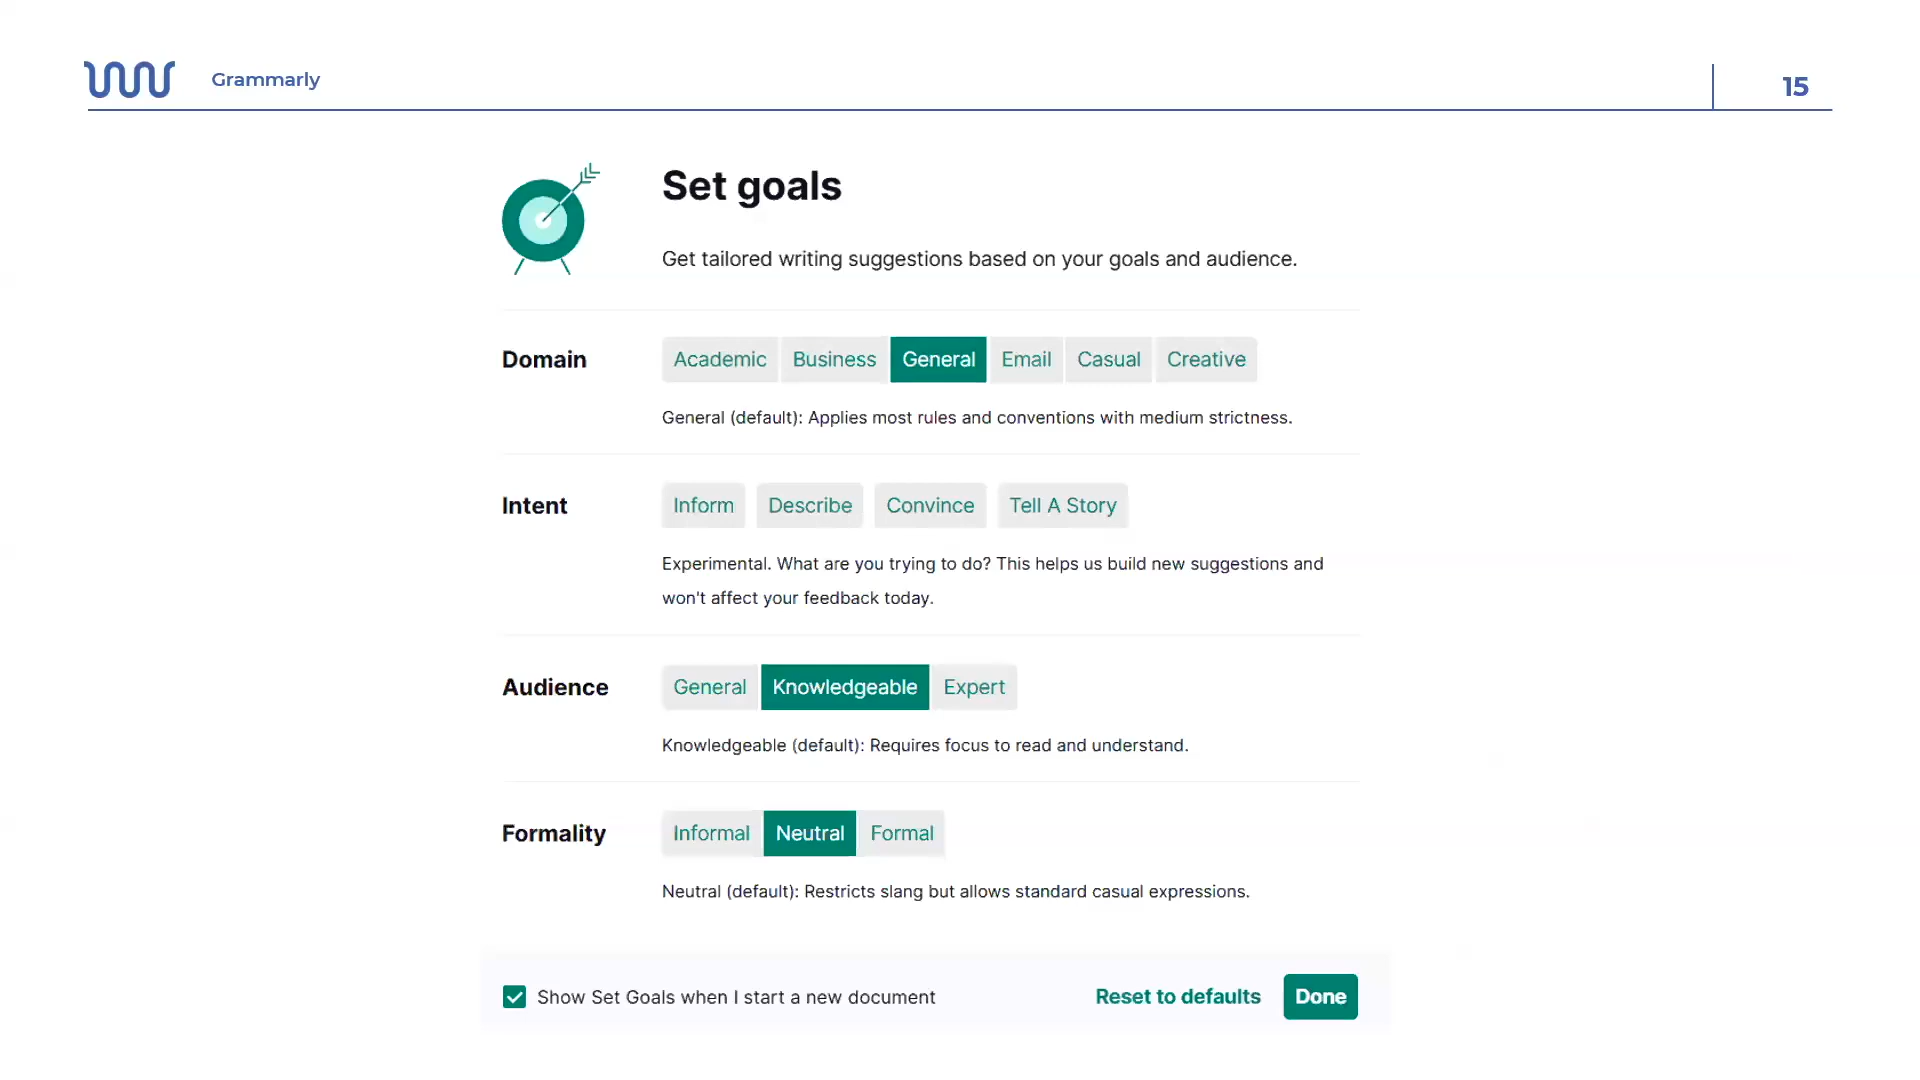 Grammarly
15
Set goals
Get tailored writing suggestions based on your goals and audience.
Domain
Academic Business General Email Casual Creative
General (default): Applies most rules and conventions with medium strictness.
Intent
Inform Describe Convince Tell A Story
Experimental. What are you trying to do? This helps us build new suggestions and
won't affect your feedback today.
Audience
General Knowledgeable Expert
Knowledgeable (default): Requires focus to read and understand.
Formality
Informal Neutral Formal
Neutral (default): Restricts slang but allows standard casual expressions.
Show Set Goals when I start a new document
Reset to defaults
Done